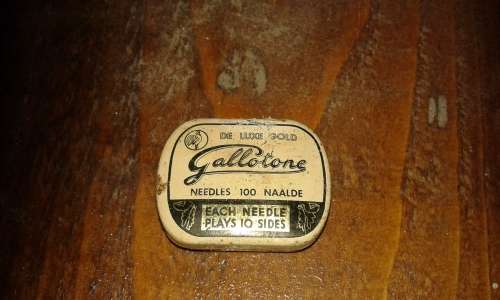 DE LUXE GOLD
Gallotone
NEEDLES 100 NAALDE
EACH NEEDLE
PLAYS 10 SIDES